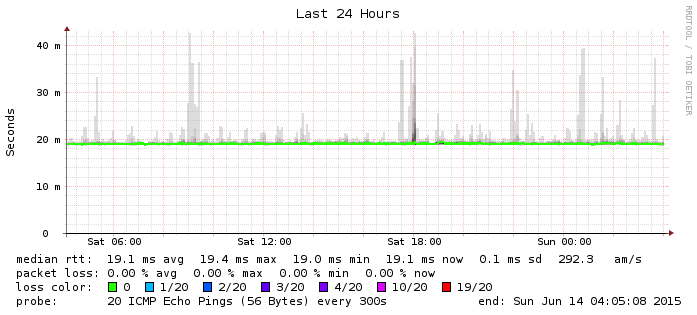 Last 24 Hours
RRDTOOL / TOBI OETIKER
Seconds
40 m
30 m
20 m
10 m
0
Sat 06:00 Sat 12:00 Sat 18:00 Sun 00:00
median rtt: 19.1 ms avg 19.4 ms max 19.0 ms min 19.1 ms now 0.1 ms sd 292.3 am/s
packet loss: 0.00 % avg 0.00 % max 0.00 % min 0.00 % now
loss color: 0 1/20 2/20 3/20 4/20 10/20 19/20
probe: 20 ICMP Echo Pings (56 Bytes) every 300s end: Sun Jun 14 04:05:08 2015